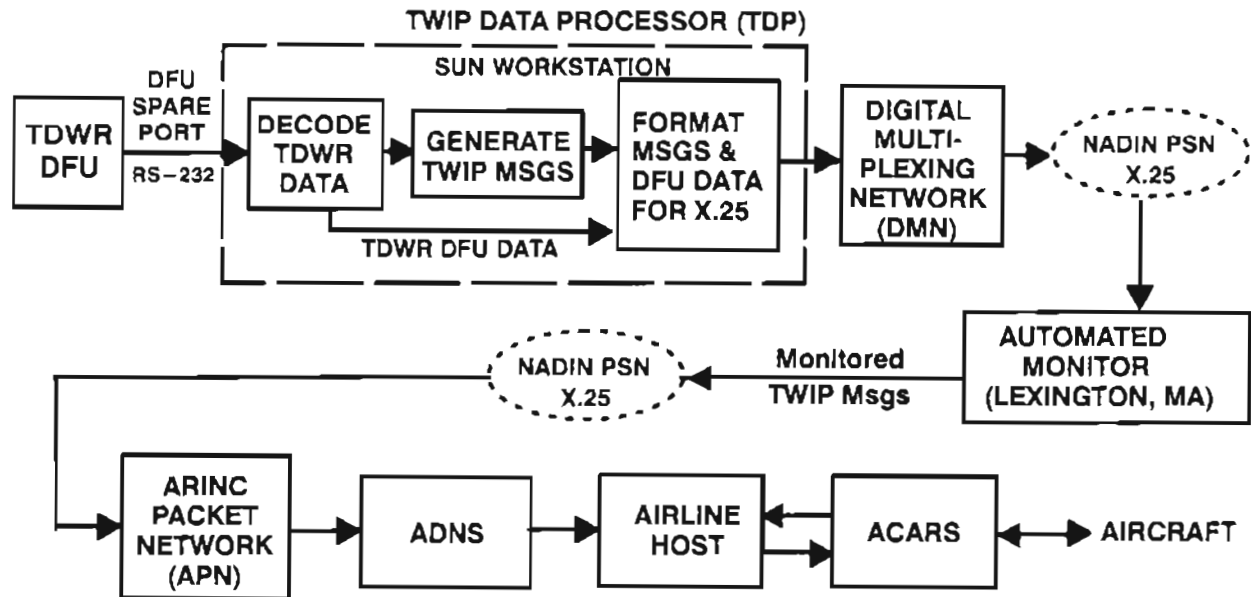 TWIP DATA PROCESSOR (TDP)
SUN WORKSTATION
TDWR
DFU
DFU
SPARE
PORT
RS-232
DECODE
TDWR
DATA
GENERATE
TWIP MSGS
FORMAT
MSGS &
DFU DATA
FOR X.25
TDWR DFU DATA
DIGITAL
MULTI-
PLEXING
NETWORK
(DMN)
NADIN PSN
X.25
AUTOMATED
MONITOR
(LEXINGTON, MA)
Monitored
TWIP Msgs
NADIN PSN
X.25
ARINC
PACKET
NETWORK
(APN)
ADNS
AIRLINE
HOST
ACARS
AIRCRAFT